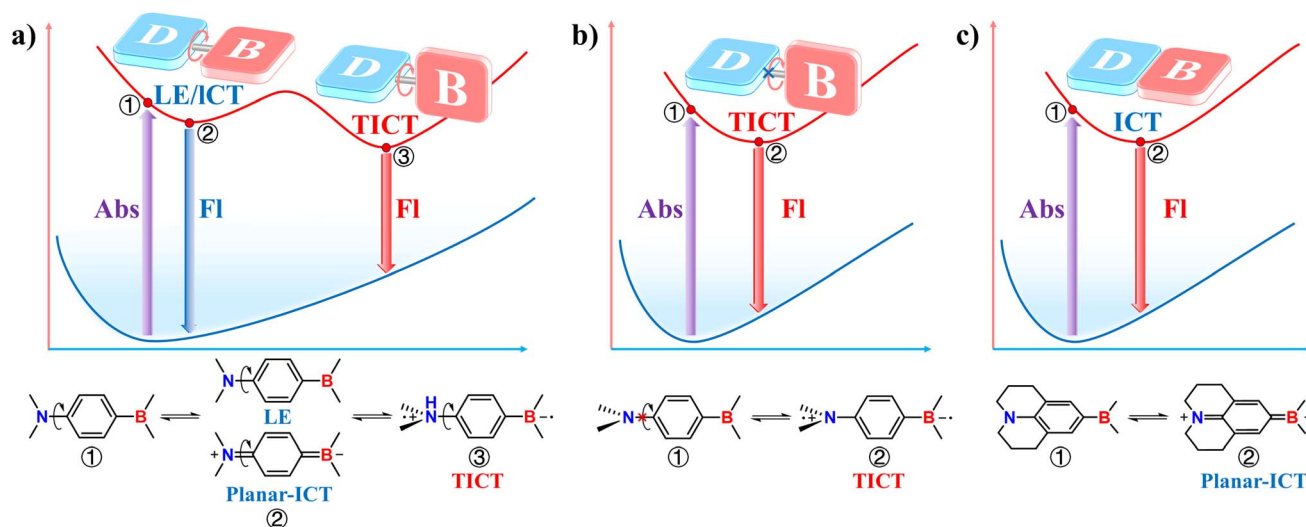 a)
D
B
①
LE/ICT
②
D
B
TICT
③
Abs
Fl
Fl
N
B
①
N
B
LE
+
N
B
−
Planar-ICT
②
·+
H
N
B
−·
③
TICT
b)
D
B
①
TICT
②
Abs
Fl
N
B
①
·+
N
B
−·
②
TICT
c)
D
B
①
ICT
②
Abs
Fl
N
B
①
+
N
B
②
Planar-ICT